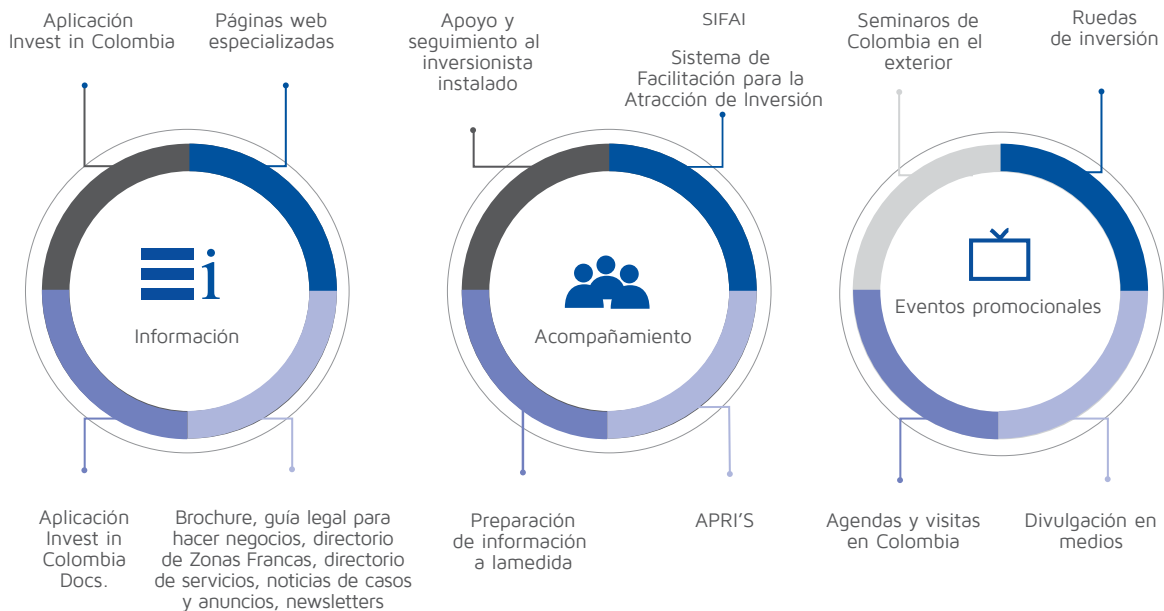 Aplicación
Invest in Colombia
Páginas web
especializadas
Información
Aplicación
Invest in
Colombia
Docs.
Brochure, guía legal para
hacer negocios, directorio
de Zonas Francas, directorio
de servicios, noticias de casos
y anuncios, newsletters
Apoyo y
seguimiento al
inversionista
instalado
SIFAI
Sistema de
Facilitación para la
Atracción de Inversión
Acompañamiento
Preparación
de información
a lamedida
APRI'S
Seminaros de
Colombia en el
exterior
Ruedas
de inversión
Eventos promocionales
Agendas y visitas
en Colombia
Divulgación en
medios